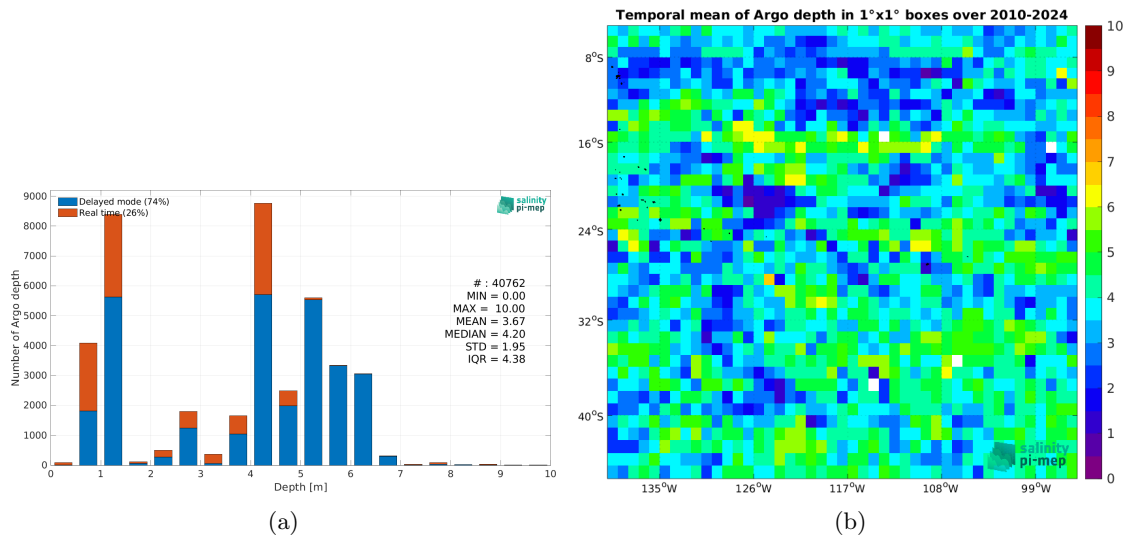 Delayed mode (74%)
Real time (26%)
salinity
pi-mep
9000
8000
7000
6000
5000
4000
3000
2000
1000
0
Number of Argo depth
# : 40762
MIN = 0.00
MAX = 10.00
MEAN = 3.67
MEDIAN = 4.20
STD = 1.95
IQR = 4.38
0 1 2 3 4 5 6 7 8 9 10
Depth [m]
(a)
Temporal mean of Argo depth in 1°x1° boxes over 2010-2024
8°S
16°S
24°S
32°S
40°S
135°W 126°W 117°W 108°W 99°W
salinity
pi-mep
10
9
8
7
6
5
4
3
2
1
0
(b)